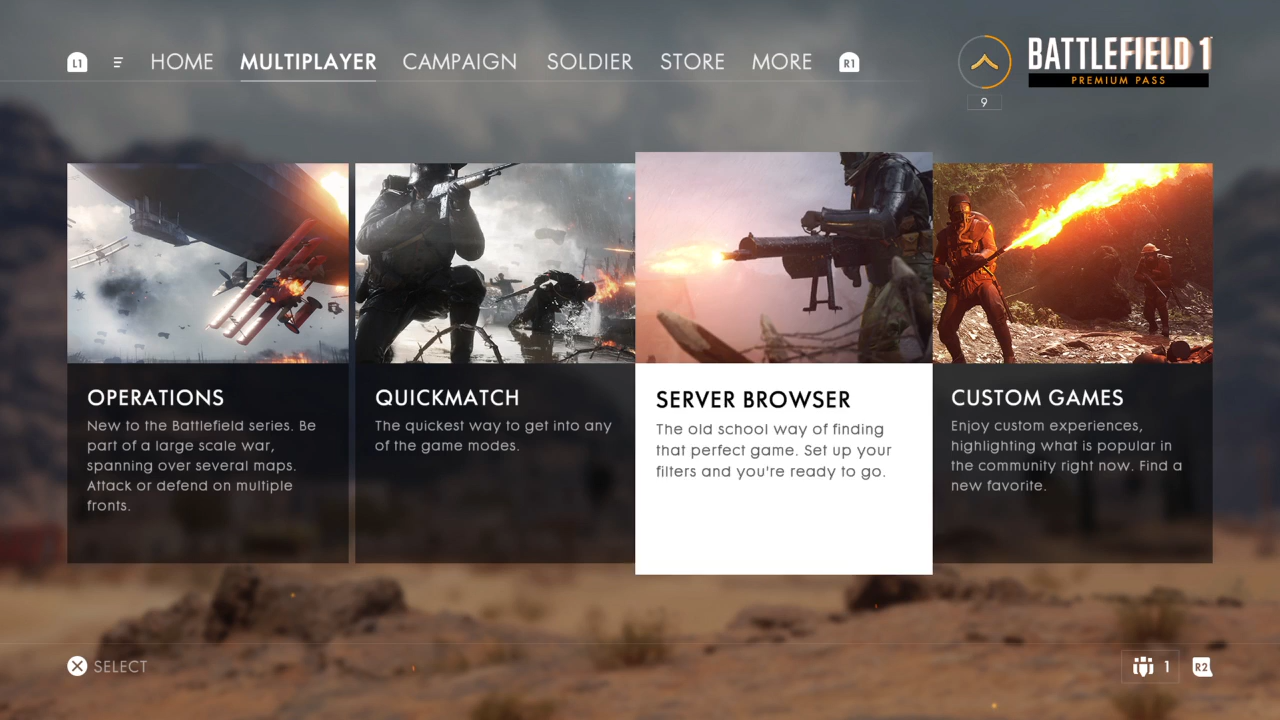 L1 HOME MULTIPLAYER CAMPAIGN SOLDIER STORE MORE R1
BATTLEFIELD 1
PREMIUM PASS
9
OPERATIONS
New to the Battlefield series. Be
part of a large scale war,
spanning over several maps.
Attack or defend on multiple
fronts.
QUICKMATCH
The quickest way to get into any
of the game modes.
SERVER BROWSER
The old school way of finding
that perfect game. Set up your
filters and you're ready to go.
CUSTOM GAMES
Enjoy custom experiences,
highlighting what is popular in
the community right now. Find a
new favorite.
SELECT
1 R2